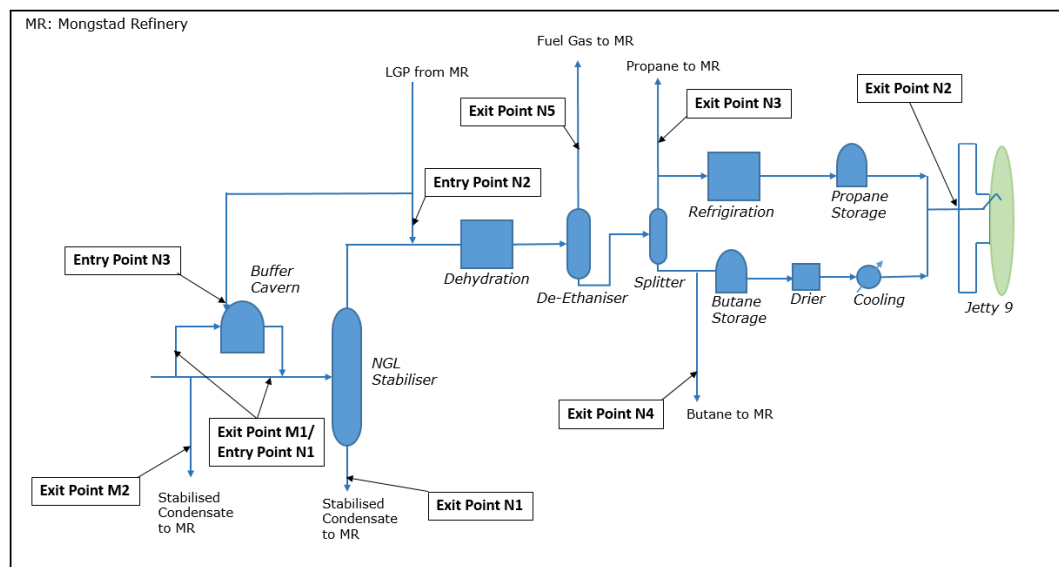 MR: Mongstad Refinery
Fuel Gas to MR
LGP from MR
Propane to MR
Exit Point N2
Exit Point N5
Exit Point N3
Entry Point N2
Refrigiration
Propane
Storage
Entry Point N3
Buffer
Cavern
Dehydration
De-Ethaniser
Splitter
Butane
Storage
Drier
Cooling
Jetty 9
NGL
Stabiliser
Exit Point M1/
Entry Point N1
Exit Point N4
Butane to MR
Exit Point M2
Stabilised
Condensate
to MR
Stabilised
Condensate
to MR
Exit Point N1